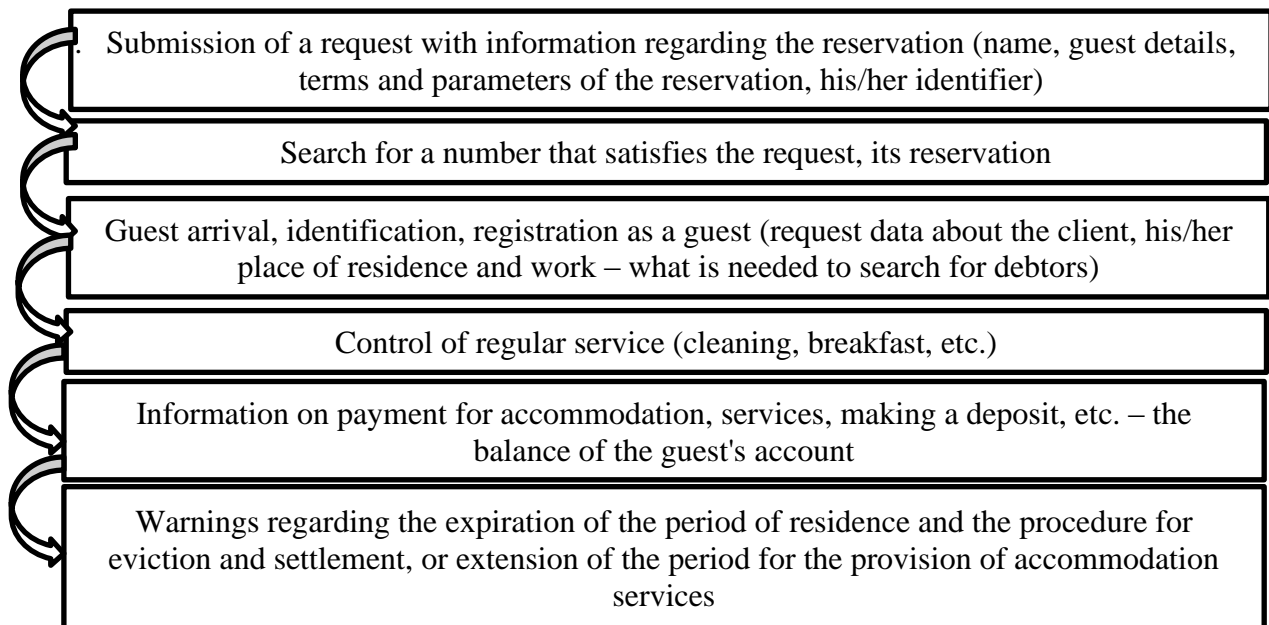 . Submission of a request with information regarding the reservation (name, guest details,
terms and parameters of the reservation, his/her identifier)
Search for a number that satisfies the request, its reservation
Guest arrival, identification, registration as a guest (request data about the client, his/her
place of residence and work – what is needed to search for debtors)
Control of regular service (cleaning, breakfast, etc.)
Information on payment for accommodation, services, making a deposit, etc. – the
balance of the guest's account
Warnings regarding the expiration of the period of residence and the procedure for
eviction and settlement, or extension of the period for the provision of accommodation
services